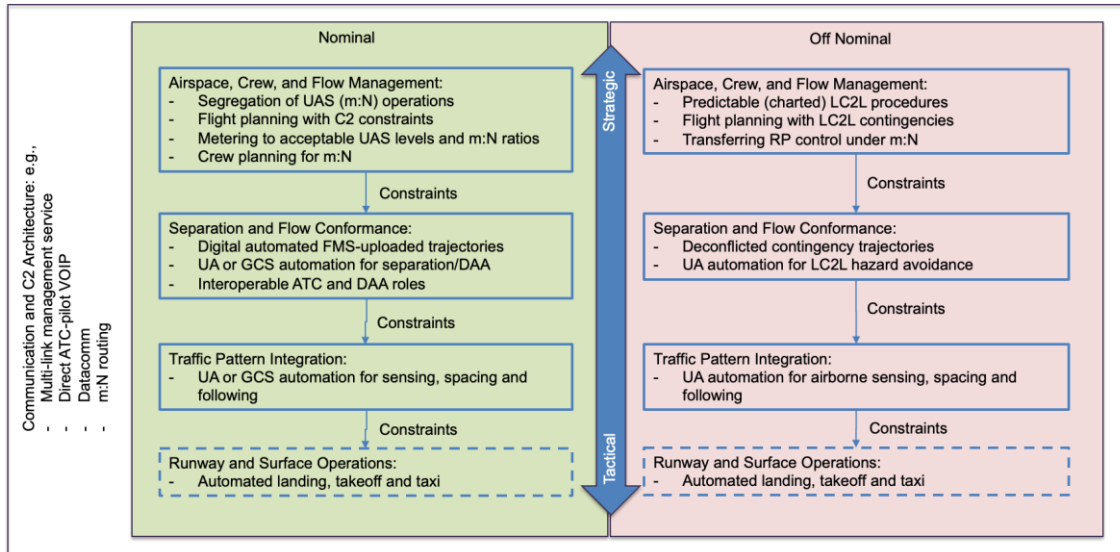 Communication and C2 Architecture: e.g.,
- Multi-link management service
- Direct ATC-pilot VOIP
- Datacomm
- m:N routing
Nominal
Airspace, Crew, and Flow Management:
- Segregation of UAS (m:N) operations
- Flight planning with C2 constraints
- Metering to acceptable UAS levels and m:N ratios
- Crew planning for m:N
Constraints
Separation and Flow Conformance:
- Digital automated FMS-uploaded trajectories
- UA or GCS automation for separation/DAA
- Interoperable ATC and DAA roles
Constraints
Traffic Pattern Integration:
- UA or GCS automation for sensing, spacing and
following
Constraints
Runway and Surface Operations:
- Automated landing, takeoff and taxi
Strategic
Tactical
Off Nominal
Airspace, Crew, and Flow Management:
- Predictable (charted) LC2L procedures
- Flight planning with LC2L contingencies
- Transferring RP control under m:N
Constraints
Separation and Flow Conformance:
- Deconflicted contingency trajectories
- UA automation for LC2L hazard avoidance
Constraints
Traffic Pattern Integration:
- UA automation for airborne sensing, spacing and
following
Constraints
Runway and Surface Operations:
- Automated landing, takeoff and taxi